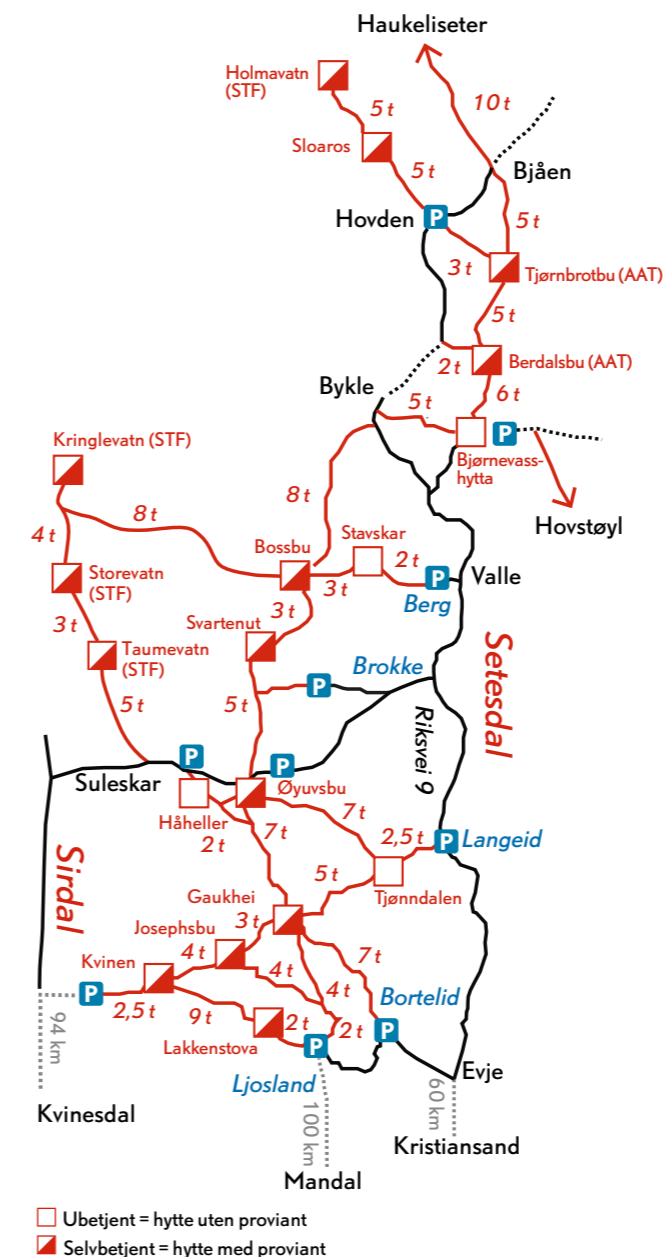 Haukeliseter
Holmavatn
(STF)
10 t
5 t
Sloaros
Bjåen
5 t
Hovden
P
5 t
3 t
Tjørnbrotbu (AAT)
5 t
2 t
Berdalsbu (AAT)
Bykle
5 t
6 t
P
Bjørnevass-
hytta
Kringlevatn (STF)
8 t
8 t
Hovstøyl
4 t
Stavskar
Bossbu
2 t
Storevatn
(STF)
3 t
P
Valle
Berg
3 t
3 t
Svartenut
Taumevatn
(STF)
Brokke
Setesdal
P
5 t
5 t
Riksvei 9
P
P
Suleskar
Øyuvsbu
Håheller
7 t
7 t
2 t
2,5 t
P
Langeid
Sirdal
5 t
Tjønndalen
Gaukhei
3 t
Josephsbu
Kvinen
4 t
7 t
4 t
4 t
P
2,5 t
9 t
Bortelid
2 t
2 t
P
Lakkenstova
P
94 km
Ljosland
Evje
60 km
Kvinesdal
100 km
Kristiansand
Mandal
Ubetjent = hytte uten proviant
Selvbetjent = hytte med proviant